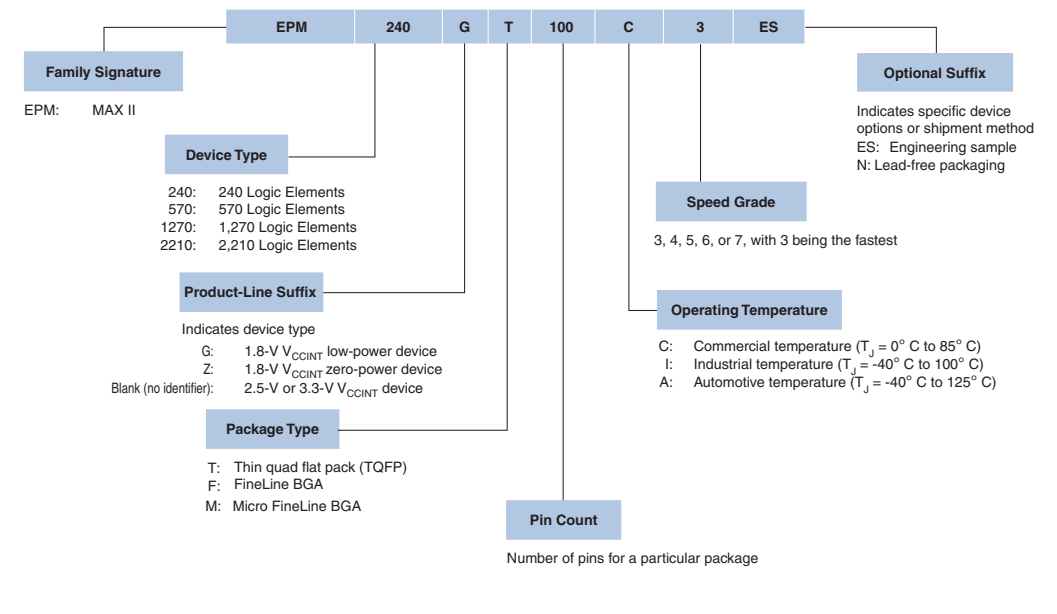 EPM 240 G T 100 C 3 ES
Family Signature
EPM: MAX II
Optional Suffix
Indicates specific device
options or shipment method
ES: Engineering sample
N: Lead-free packaging
Device Type
240: 240 Logic Elements
570: 570 Logic Elements
1270: 1,270 Logic Elements
2210: 2,210 Logic Elements
Speed Grade
3, 4, 5, 6, or 7, with 3 being the fastest
Product-Line Suffix
Indicates device type
G: 1.8-V VCCINT low-power device
Z: 1.8-V VCCINT zero-power device
Blank (no identifier): 2.5-V or 3.3-V VCCINT device
Operating Temperature
C: Commercial temperature (TJ = 0° C to 85° C)
I: Industrial temperature (TJ = -40° C to 100° C)
A: Automotive temperature (TJ = -40° C to 125° C)
Package Type
T: Thin quad flat pack (TQFP)
F: FineLine BGA
M: Micro FineLine BGA
Pin Count
Number of pins for a particular package